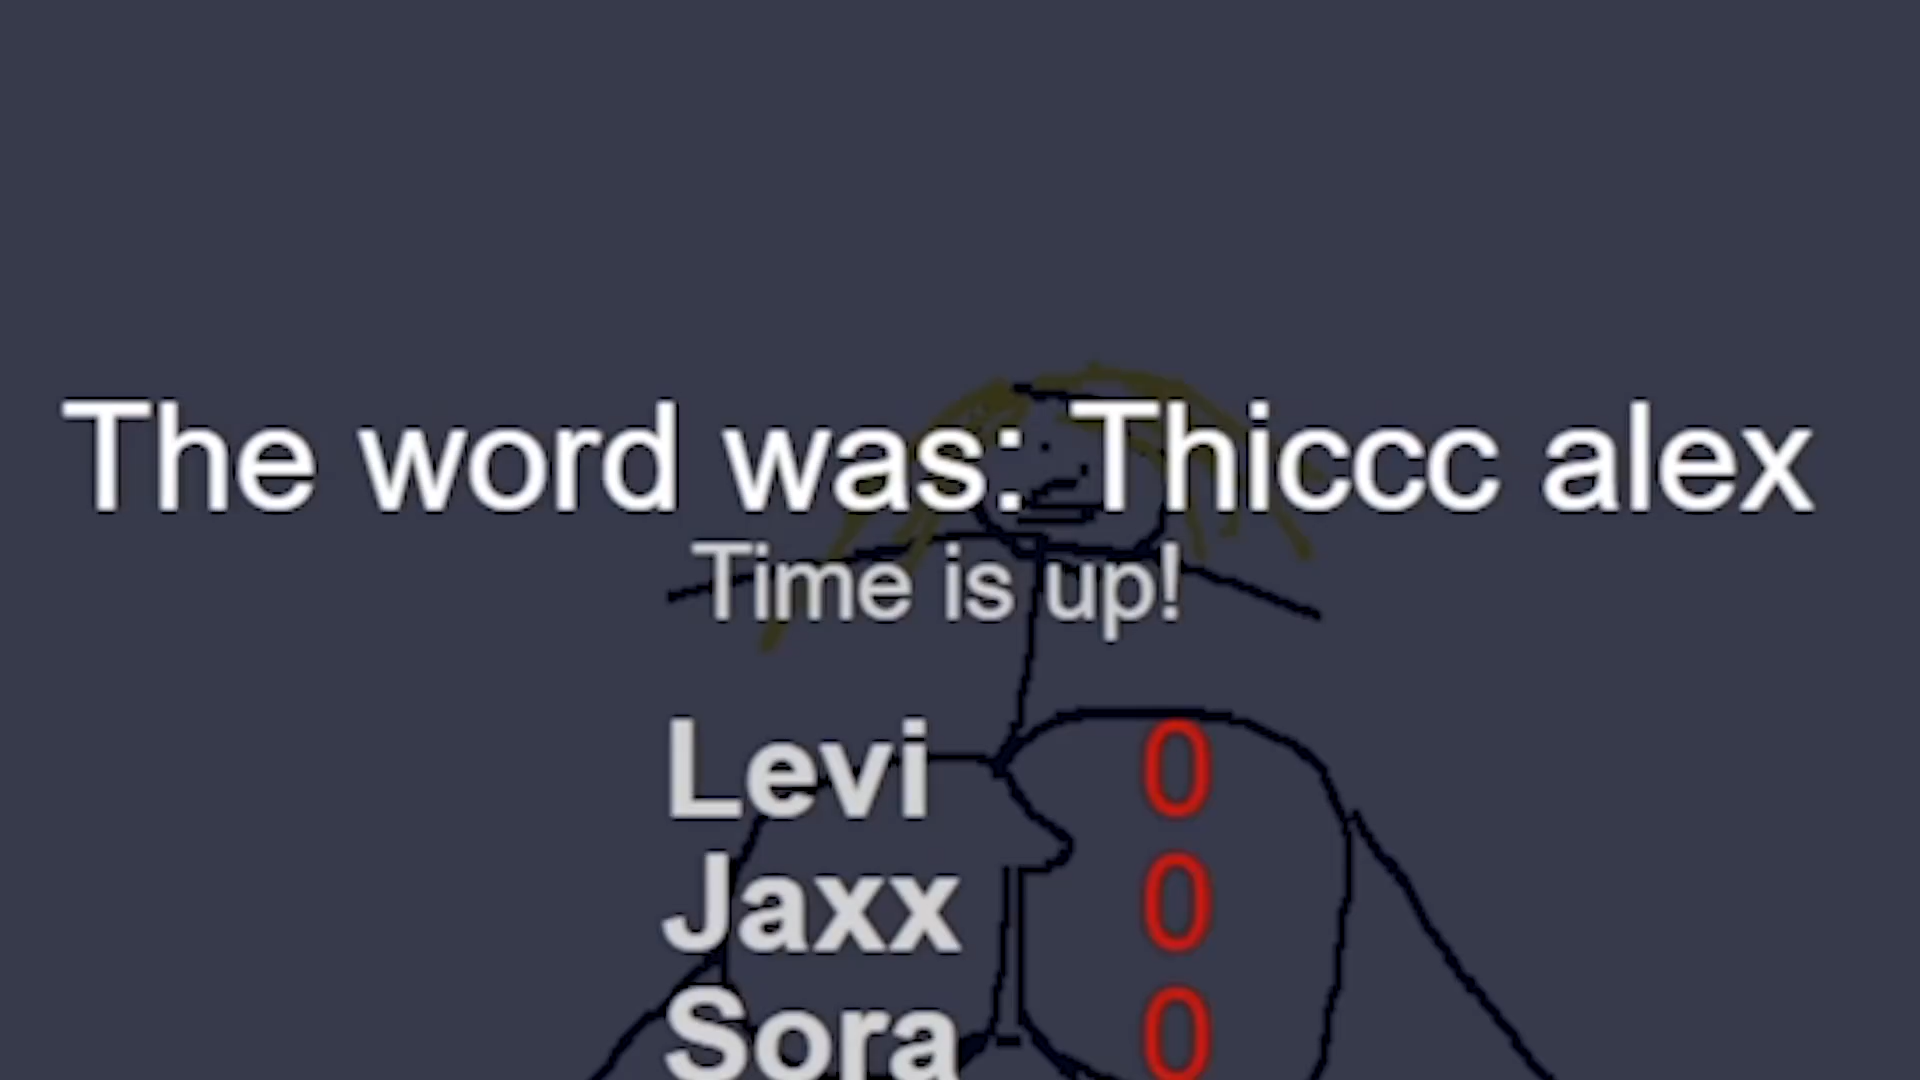 The word was: Thiccc alex
Time is up!
Levi 0
Jaxx 0
Sora 0